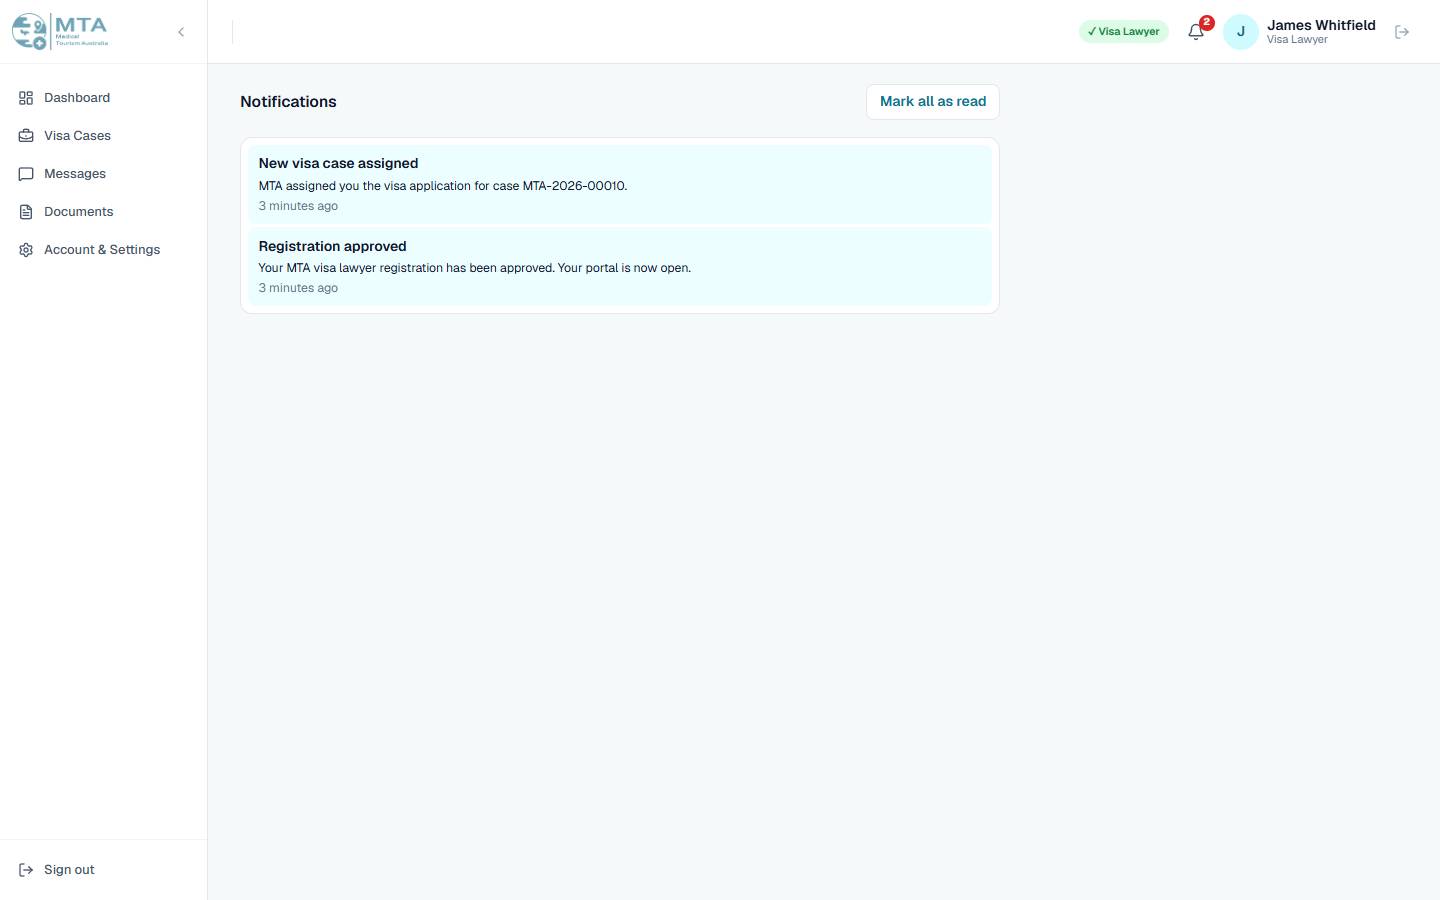 MTA
Medical
Tourism Australia
✓ Visa Lawyer
2
J
James Whitfield
Visa Lawyer
Dashboard
Visa Cases
Messages
Documents
Account & Settings
Sign out
Notifications
Mark all as read
New visa case assigned
MTA assigned you the visa application for case MTA-2026-00010.
3 minutes ago
Registration approved
Your MTA visa lawyer registration has been approved. Your portal is now open.
3 minutes ago